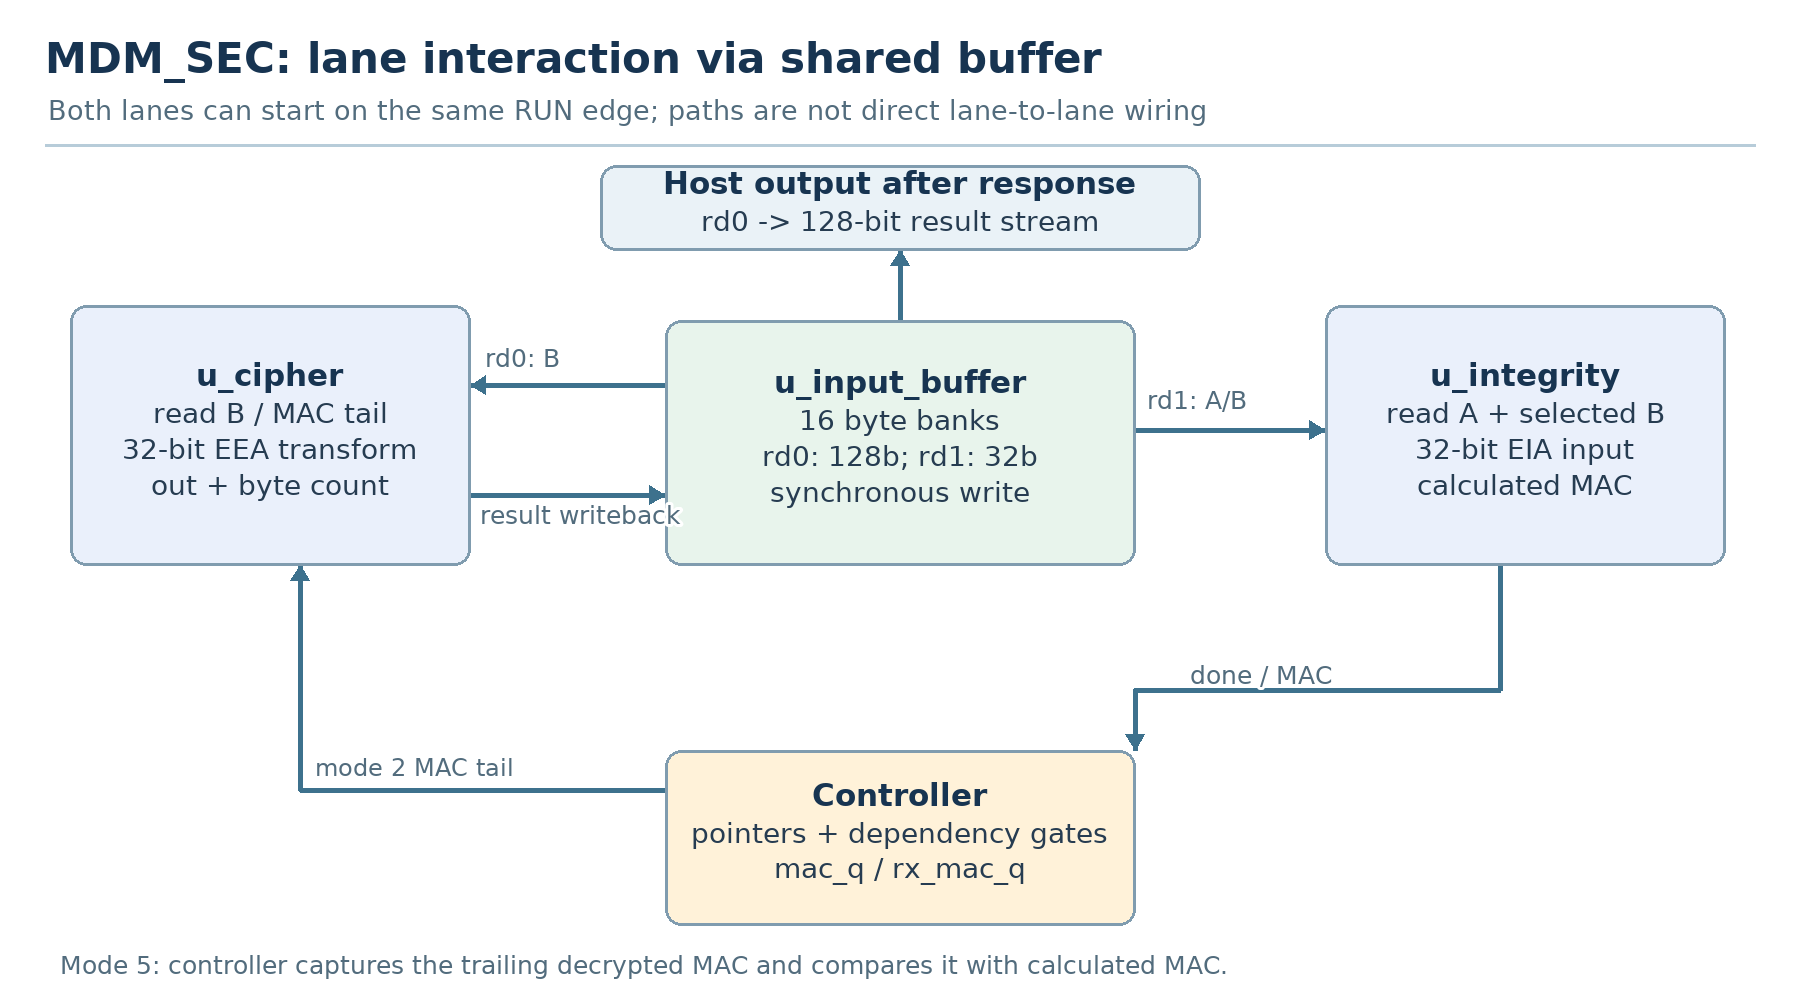 MDM_SEC: lane interaction via shared buffer
Both lanes can start on the same RUN edge; paths are not direct lane-to-lane wiring
Host output after response
rd0 -> 128-bit result stream
u_cipher
read B / MAC tail
32-bit EEA transform
out + byte count
rd0: B
result writeback
u_input_buffer
16 byte banks
rd0: 128b; rd1: 32b
synchronous write
rd1: A/B
u_integrity
read A + selected B
32-bit EIA input
calculated MAC
done / MAC
mode 2 MAC tail
Controller
pointers + dependency gates
mac_q / rx_mac_q
Mode 5: controller captures the trailing decrypted MAC and compares it with calculated MAC.